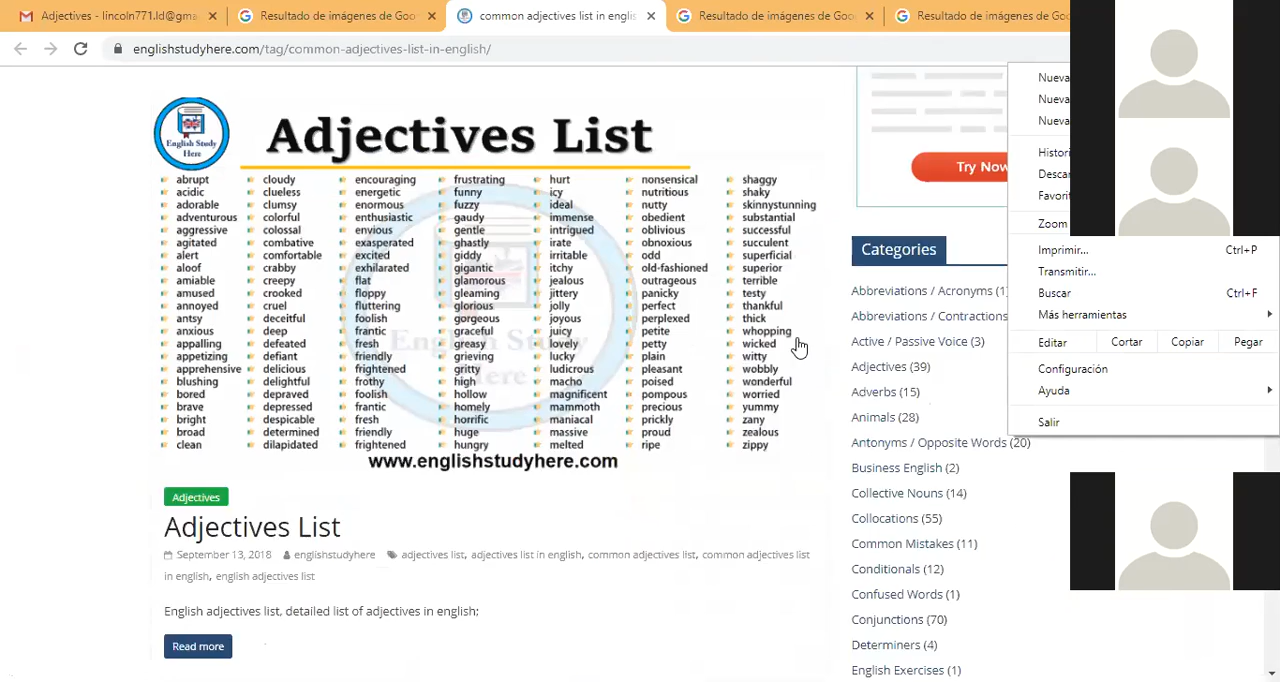 Adjectives - lincoln771.ld@gma
Resultado de imágenes de Goo
common adjectives list in englis
Resultado de imágenes de Goo
Resultado de imágenes de Goo
englishstudyhere.com/tag/common-adjectives-list-in-english/
English Study
Here
Adjectives List
abrupt cloudy encouraging frustrating hurt nonsensical shaggy
acidic clueless energetic funny icy nutritious shaky
adorable clumsy enormous fuzzy ideal nutty skinnystunning
adventurous colorful enthusiastic gaudy immense obedient substantial
aggressive colossal envious gentle intrigued oblivious successful
agitated combative exasperated ghastly irate obnoxious succulent
alert comfortable excited giddy irritable odd superficial
aloof crabby exhilarated gigantic itchy old-fashioned superior
amiable creepy flat glamorous jealous outrageous terrible
amused crooked floppy gleaming jittery panicky testy
annoyed cruel fluttering glorious jolly perfect thankful
antsy deceitful foolish gorgeous joyous perplexed thick
anxious deep frantic graceful juicy petite whopping
appalling defeated fresh greasy lovely petty wicked
appetizing defiant friendly grieving lucky plain witty
apprehensive delicious frightened gritty ludicrous pleasant wobbly
blushing delightful frothy high macho poised wonderful
bored depraved foolish hollow magnificent pompous worried
brave depressed frantic homely mammoth precious yummy
bright despicable fresh horrific maniacal prickly zany
broad determined friendly huge massive proud zealous
clean dilapidated frightened hungry melted ripe zippy
English Study
Here
www.englishstudyhere.com
Adjectives
Adjectives List
September 13, 2018 englishstudyhere adjectives list, adjectives list in english, common adjectives list, common adjectives list
in english, english adjectives list
English adjectives list, detailed list of adjectives in english;
Read more
Try Now
Categories
Abbreviations / Acronyms (1)
Abbreviations / Contractions
Active / Passive Voice (3)
Adjectives (39)
Adverbs (15)
Animals (28)
Antonyms / Opposite Words (20)
Business English (2)
Collective Nouns (14)
Collocations (55)
Common Mistakes (11)
Conditionals (12)
Confused Words (1)
Conjunctions (70)
Determiners (4)
English Exercises (1)
Nueva
Nueva
Nueva
Histori
Descar
Favorit
Zoom
Imprimir... Ctrl+P
Transmitir...
Buscar Ctrl+F
Más herramientas
Editar Cortar Copiar Pegar
Configuración
Ayuda
Salir